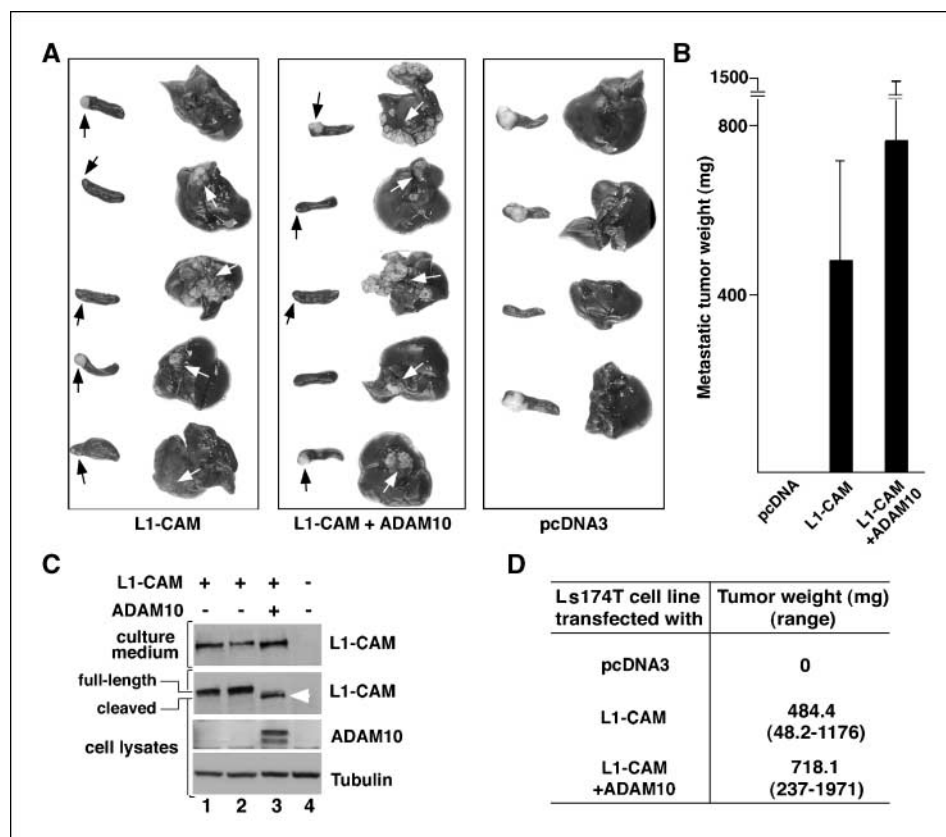 A
L1-CAM
L1-CAM + ADAM10
pcDNA3
B
Metastatic tumor weight (mg)
1500
800
400
pcDNA
L1-CAM
L1-CAM
+ADAM10
C
L1-CAM + + + -
ADAM10 - - + -
culture
medium
L1-CAM
full-length
cleaved
L1-CAM
cell lysates
ADAM10
Tubulin
1 2 3 4
D
Ls174T cell line
transfected with
Tumor weight (mg)
(range)
pcDNA3
0
L1-CAM
484.4
(48.2-1176)
L1-CAM
+ADAM10
718.1
(237-1971)